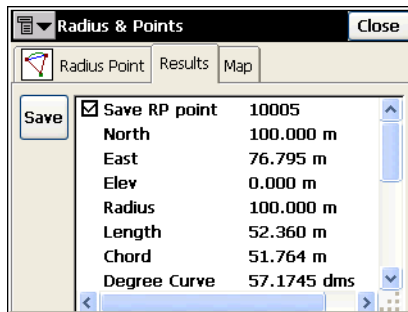 Radius & Points Close
Radius Point Results Map
Save
Save RP point 10005
North 100.000 m
East 76.795 m
Elev 0.000 m
Radius 100.000 m
Length 52.360 m
Chord 51.764 m
Degree Curve 57.1745 dms